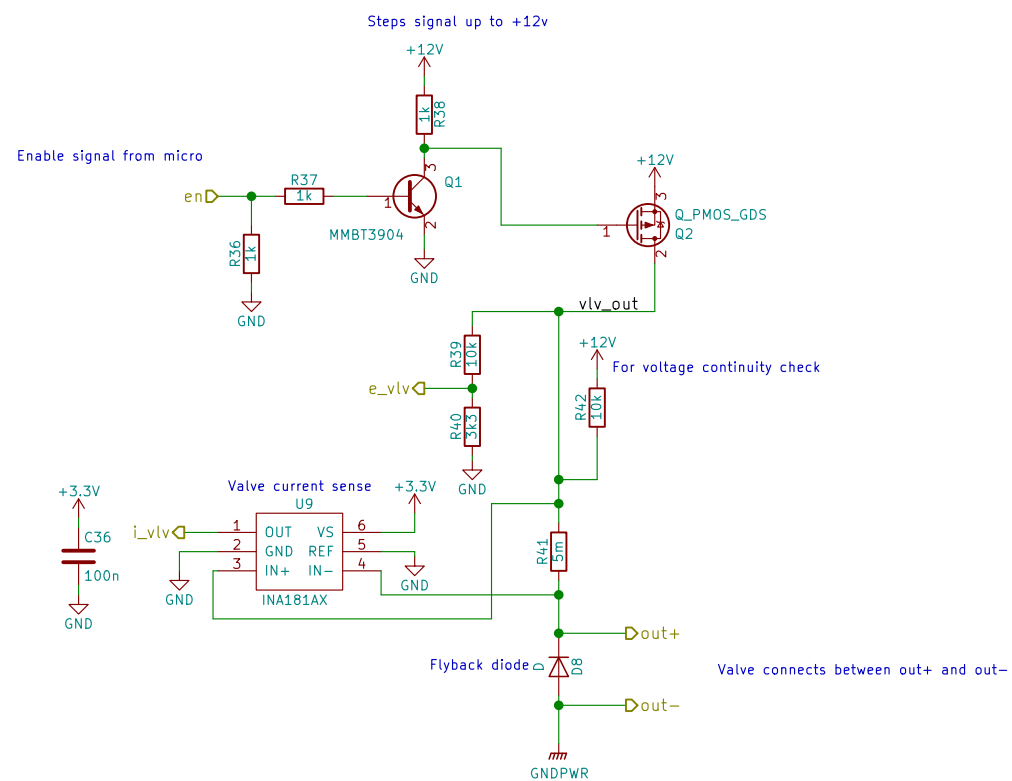 Steps signal up to +12v
+12V
1k
R38
Enable signal from micro
+12V
3
R37
Q1
3
en
1k
1
Q_PMOS_GDS
MMBT3904
2
1
Q2
R36
1k
2
GND
vlv_out
GND
+12V
R39
10k
For voltage continuity check
e_vlv
R42
10k
R40
3k3
Valve current sense
+3.3V
GND
+3.3V
U9
i_vlv
1
OUT
VS
6
C36
2
GND
REF
5
R41
5m
100n
3
IN+
IN-
4
GND
INA181AX
GND
GND
out+
Flyback diode
D
D8
Valve connects between out+ and out-
out-
GNDPWR